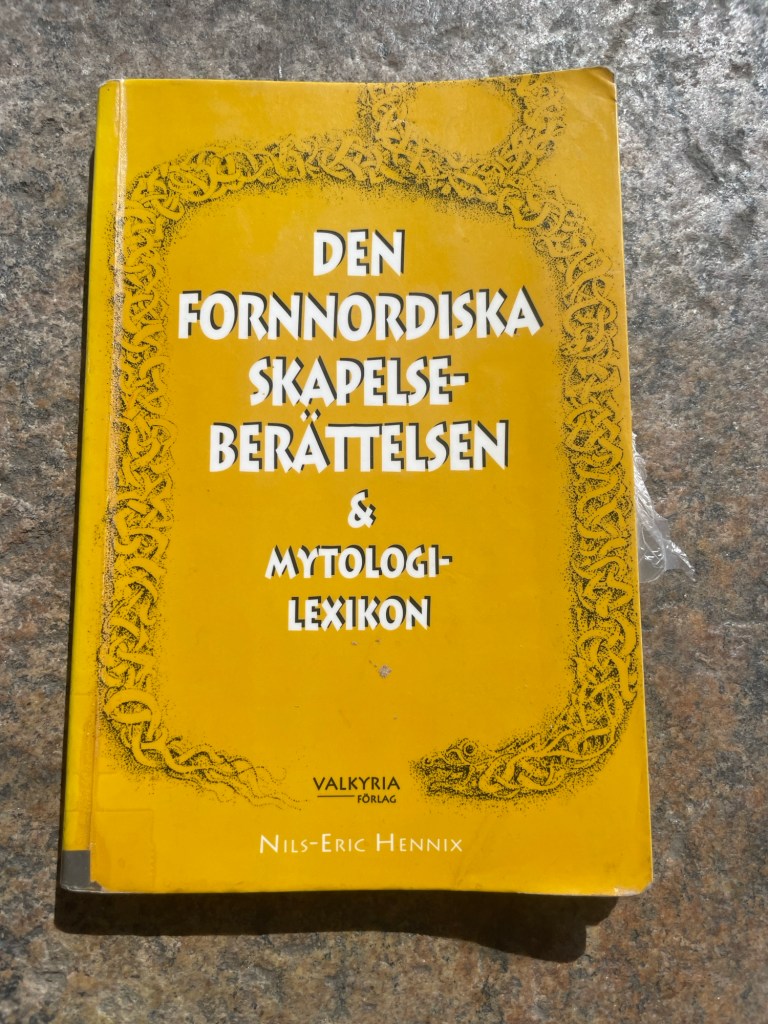 DEN
FORNNORDISKA
SKAPELSE-
BERÄTTELSEN
&
MYTOLOGI-
LEXIKON
VALKYRIA
FÖRLAG
NILS-ERIC HENNIX